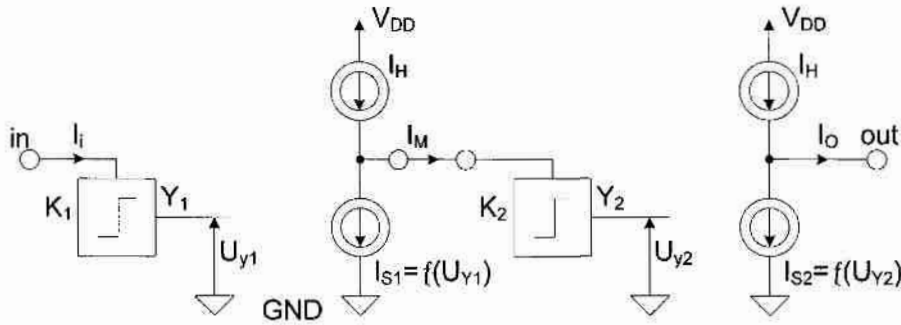 V_DD
V_DD
I_H
I_H
in
I_i
I_M
I_O
out
K_1
Y_1
K_2
Y_2
U_y1
U_y2
I_S1=f(U_Y1)
I_S2=f(U_Y2)
GND